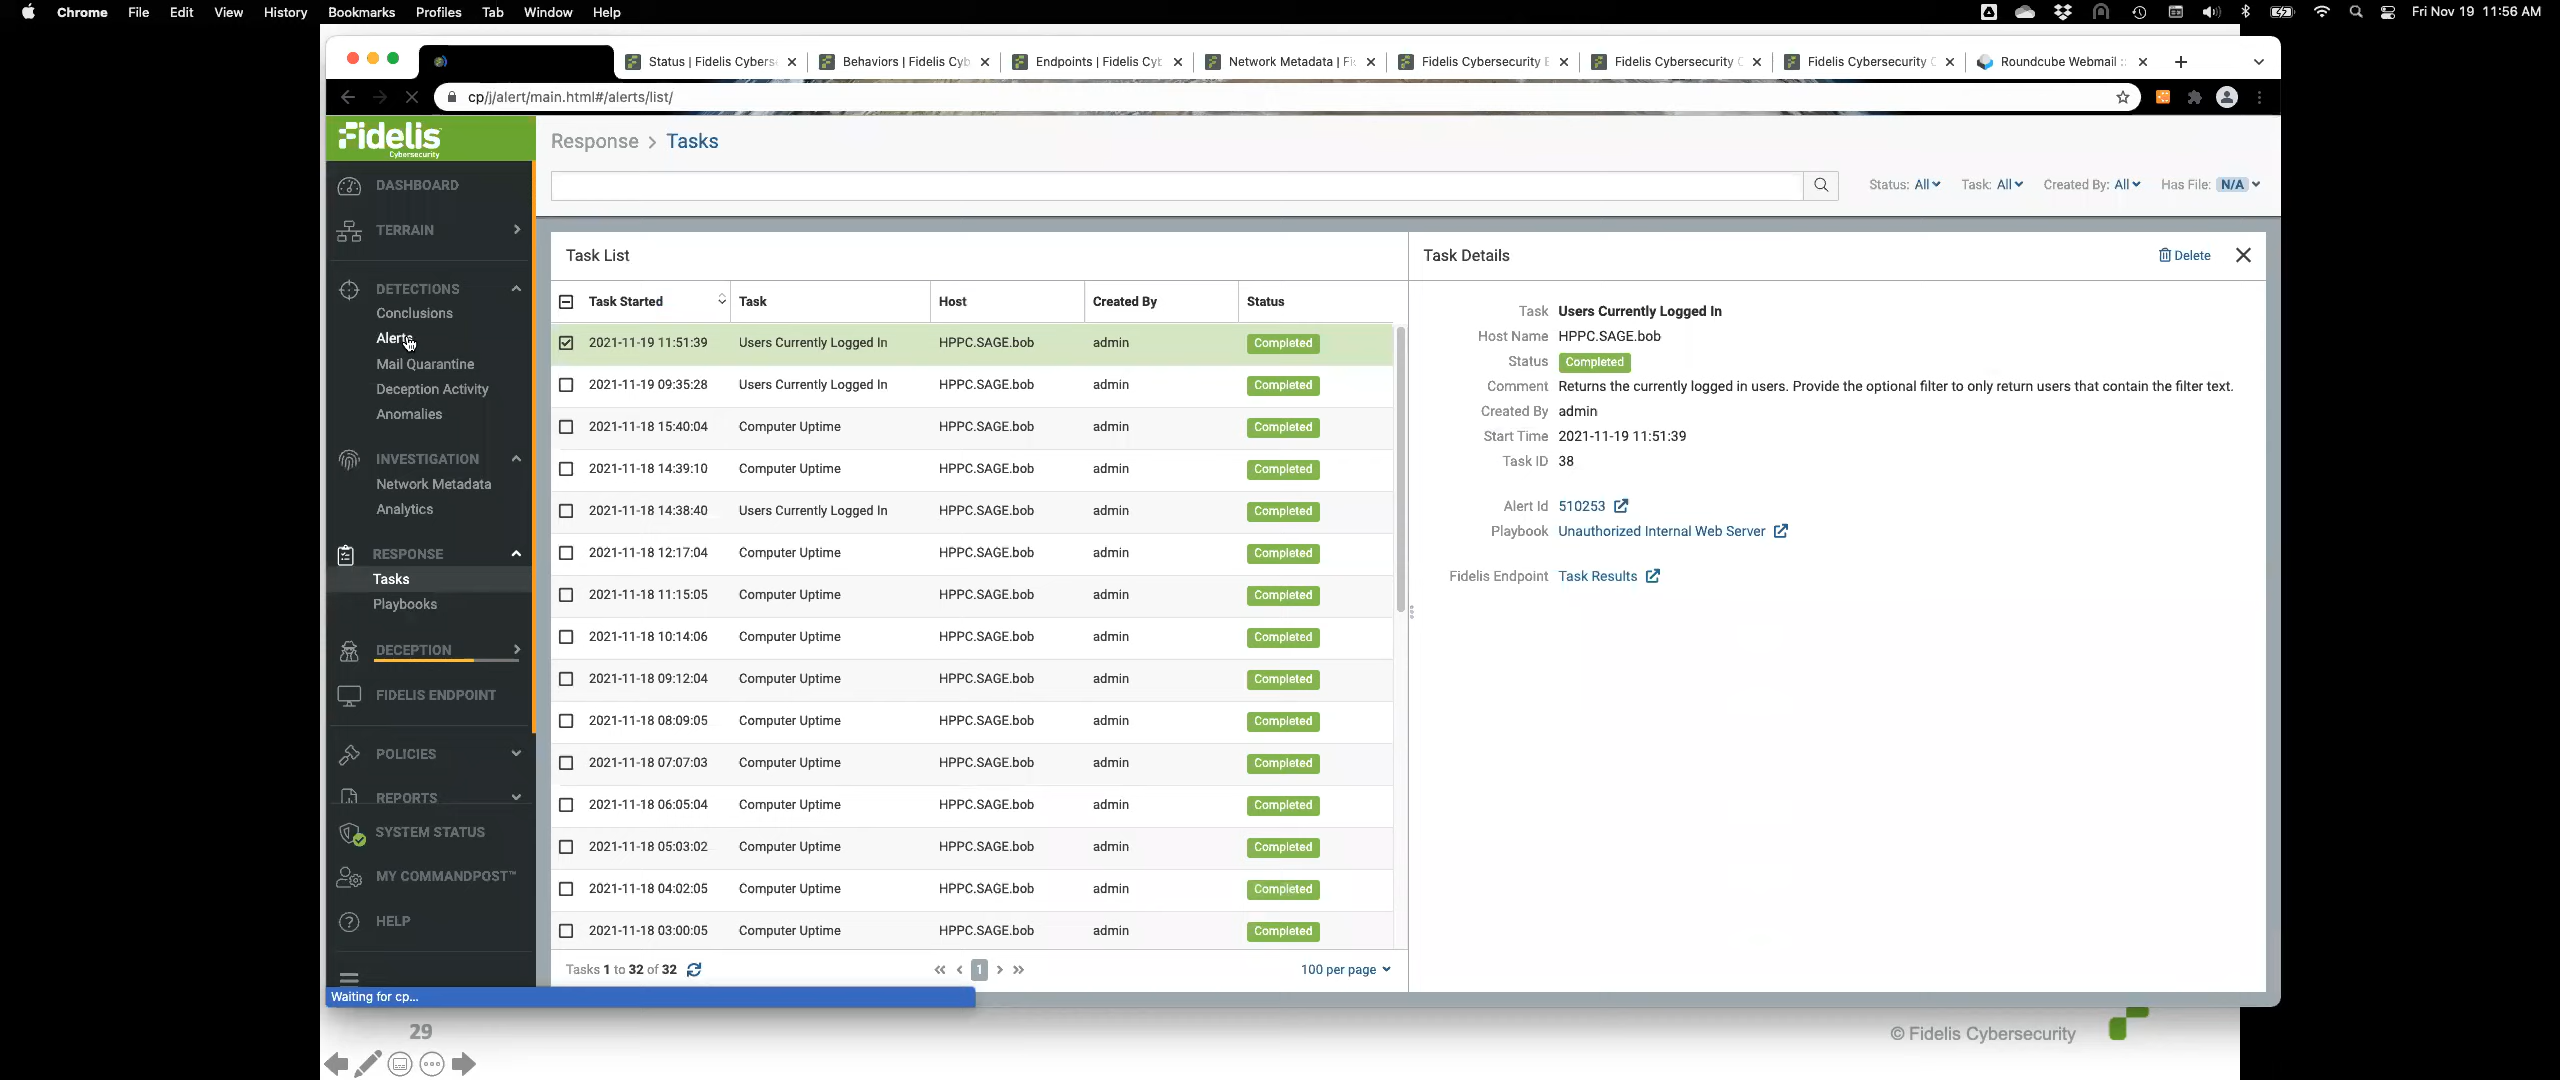 Chrome File Edit View History Bookmarks Profiles Tab Window Help Fri Nov 19 11:56 AM
Status | Fidelis Cybers Behaviors | Fidelis Cyb Endpoints | Fidelis Cyb Network Metadata | Fi Fidelis Cybersecurity E Fidelis Cybersecurity C Fidelis Cybersecurity C Roundcube Webmail ::
cp/j/alert/main.html#/alerts/list/
Fidelis
Cybersecurity
DASHBOARD
TERRAIN
DETECTIONS
Conclusions
Alerts
Mail Quarantine
Deception Activity
Anomalies
INVESTIGATION
Network Metadata
Analytics
RESPONSE
Tasks
Playbooks
DECEPTION
FIDELIS ENDPOINT
POLICIES
REPORTS
SYSTEM STATUS
MY COMMANDPOST™
HELP
Response > Tasks
Status: All Task: All Created By: All Has File: N/A
Task List
Task Started Task Host Created By Status
2021-11-19 11:51:39 Users Currently Logged In HPPC.SAGE.bob admin Completed
2021-11-19 09:35:28 Users Currently Logged In HPPC.SAGE.bob admin Completed
2021-11-18 15:40:04 Computer Uptime HPPC.SAGE.bob admin Completed
2021-11-18 14:39:10 Computer Uptime HPPC.SAGE.bob admin Completed
2021-11-18 14:38:40 Users Currently Logged In HPPC.SAGE.bob admin Completed
2021-11-18 12:17:04 Computer Uptime HPPC.SAGE.bob admin Completed
2021-11-18 11:15:05 Computer Uptime HPPC.SAGE.bob admin Completed
2021-11-18 10:14:06 Computer Uptime HPPC.SAGE.bob admin Completed
2021-11-18 09:12:04 Computer Uptime HPPC.SAGE.bob admin Completed
2021-11-18 08:09:05 Computer Uptime HPPC.SAGE.bob admin Completed
2021-11-18 07:07:03 Computer Uptime HPPC.SAGE.bob admin Completed
2021-11-18 06:05:04 Computer Uptime HPPC.SAGE.bob admin Completed
2021-11-18 05:03:02 Computer Uptime HPPC.SAGE.bob admin Completed
2021-11-18 04:02:05 Computer Uptime HPPC.SAGE.bob admin Completed
2021-11-18 03:00:05 Computer Uptime HPPC.SAGE.bob admin Completed
Tasks 1 to 32 of 32 « ‹ 1 › » 100 per page
Task Details Delete
Task Users Currently Logged In
Host Name HPPC.SAGE.bob
Status Completed
Comment Returns the currently logged in users. Provide the optional filter to only return users that contain the filter text.
Created By admin
Start Time 2021-11-19 11:51:39
Task ID 38
Alert Id 510253
Playbook Unauthorized Internal Web Server
Fidelis Endpoint Task Results
Waiting for cp...
29
© Fidelis Cybersecurity